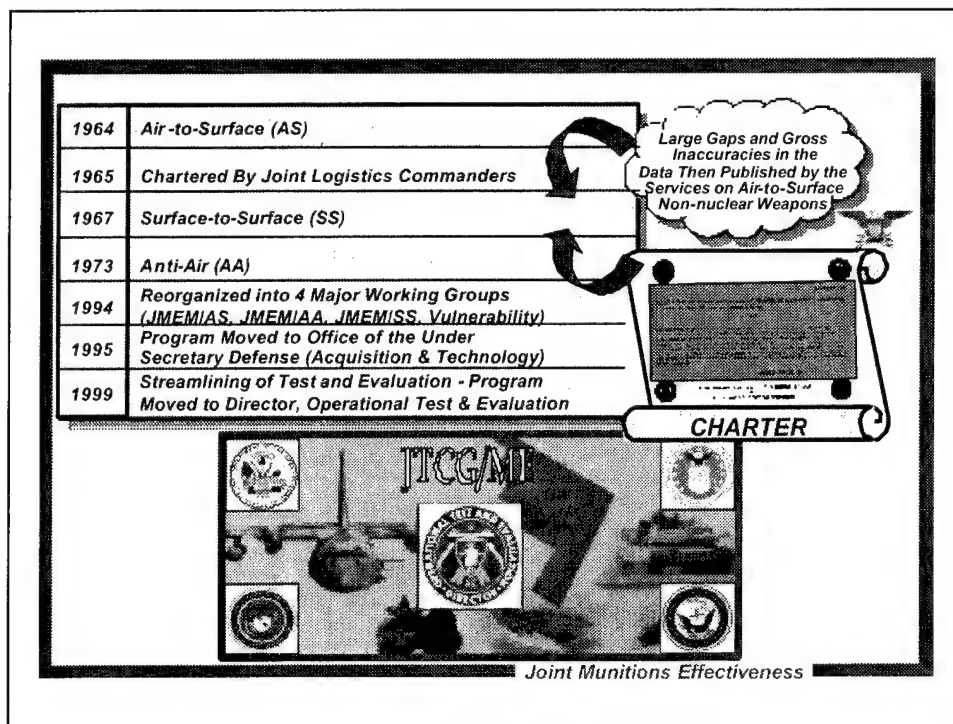 1964 Air-to-Surface (AS)
1965 Chartered By Joint Logistics Commanders
1967 Surface-to-Surface (SS)
1973 Anti-Air (AA)
1994 Reorganized into 4 Major Working Groups
(JMEM/AS, JMEM/AA, JMEM/SS, Vulnerability)
1995 Program Moved to Office of the Under
Secretary Defense (Acquisition & Technology)
1999 Streamlining of Test and Evaluation - Program
Moved to Director, Operational Test & Evaluation
Large Gaps and Gross
Inaccuracies in the
Data Then Published by the
Services on Air-to-Surface
Non-nuclear Weapons
CHARTER
JTCG/ME
Joint Munitions Effectiveness